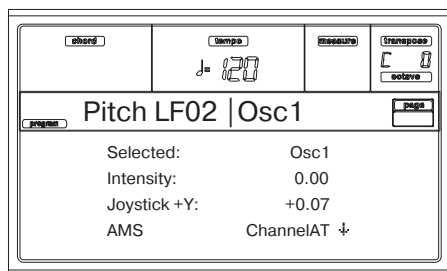 chord tempo measure transpose
♩= 120 C 0
octave
program Pitch LFO2 |Osc1 page
Selected: Osc1
Intensity: 0.00
Joystick +Y: +0.07
AMS ChannelAT